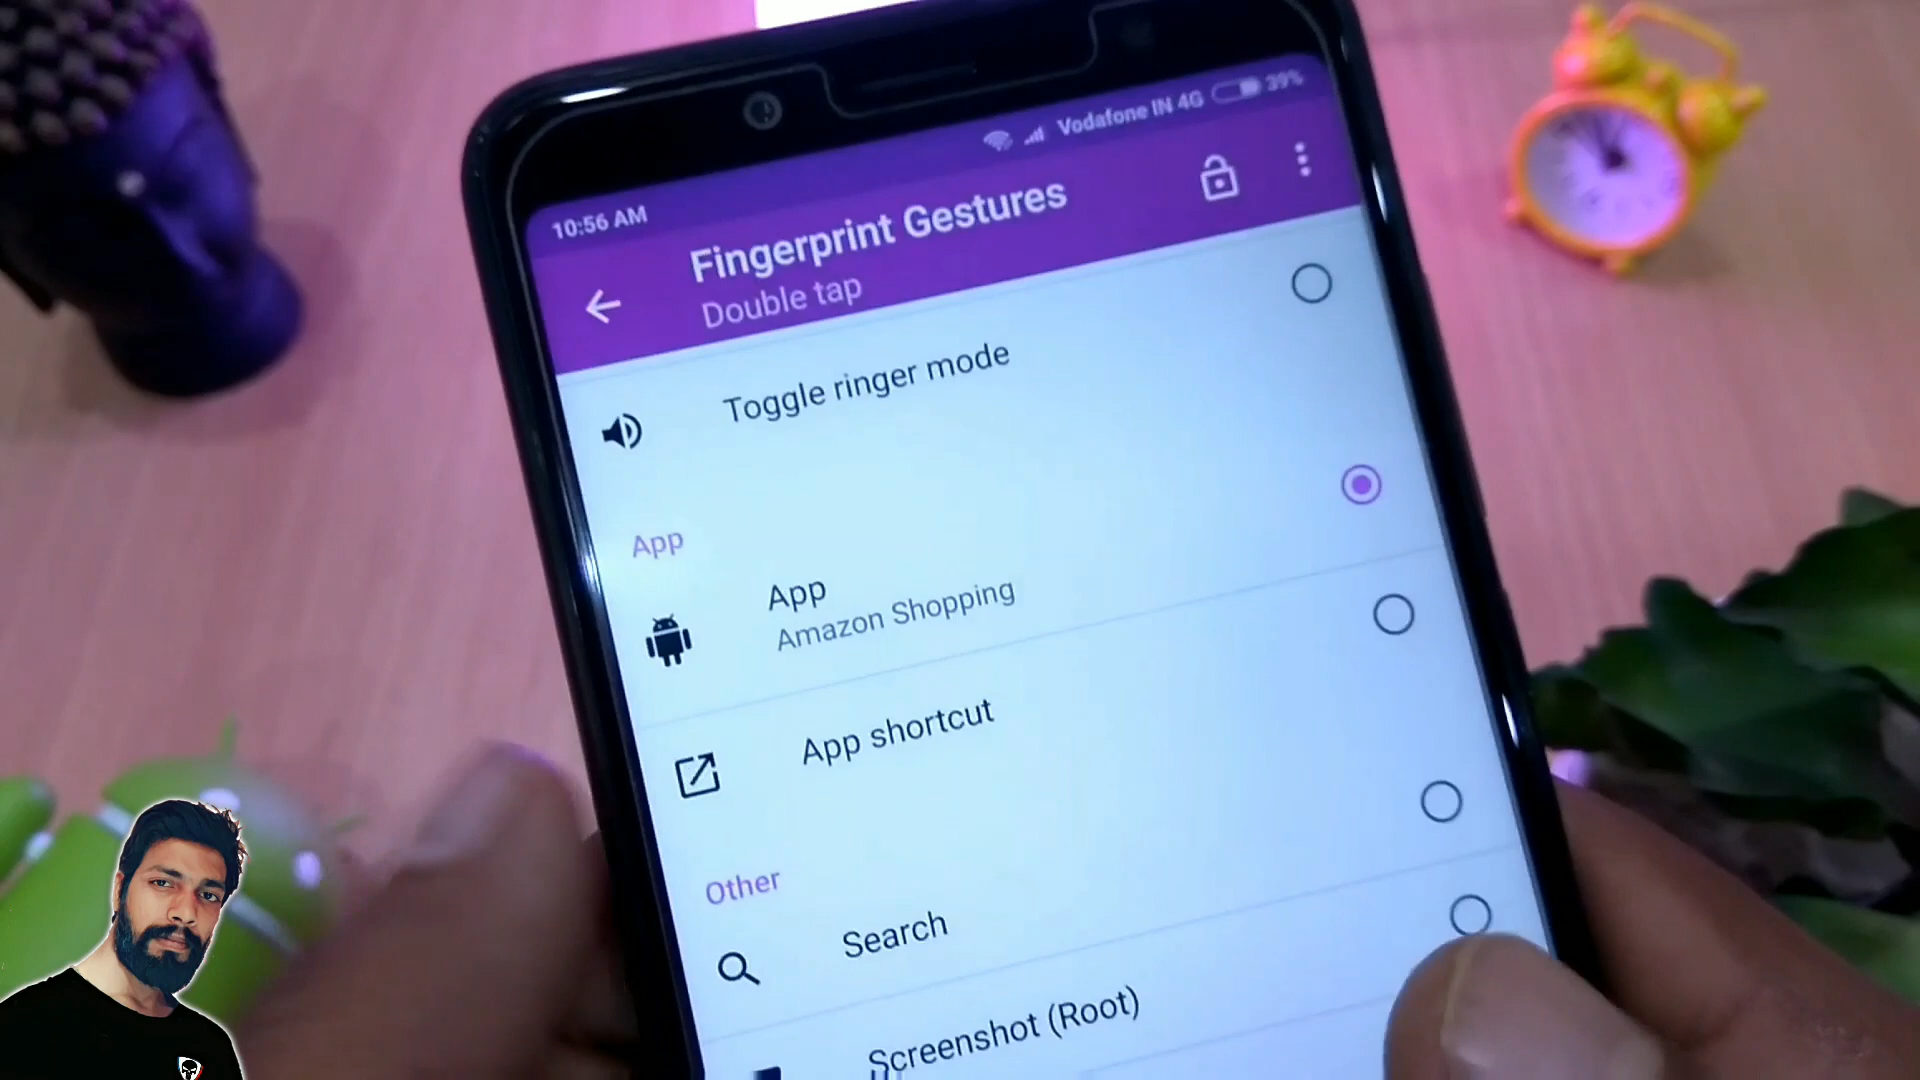 10:56 AM
Vodafone IN 4G
39%
Fingerprint Gestures
Double tap
Toggle ringer mode
App
App
Amazon Shopping
App shortcut
Other
Search
Screenshot (Root)